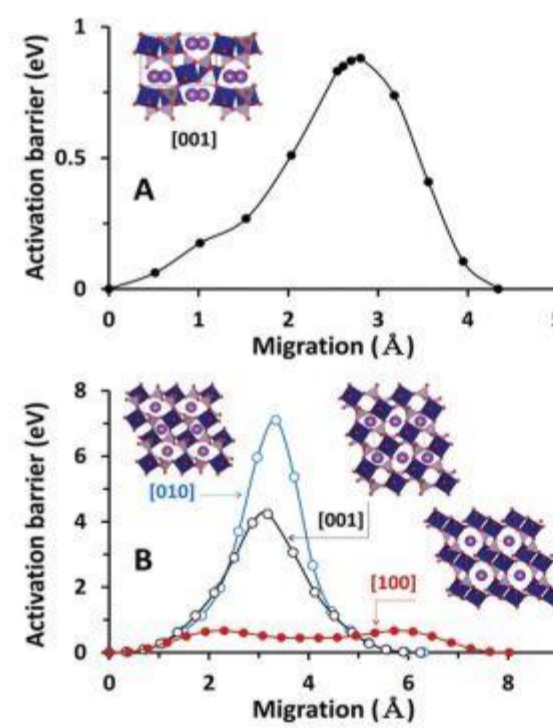 1
0.5
0
Activation barrier (eV)
[001]
A
0 1 2 3 4 5
Migration (Å)
8
6
4
2
0
Activation barrier (eV)
[010]
[001]
[100]
B
0 2 4 6 8
Migration (Å)